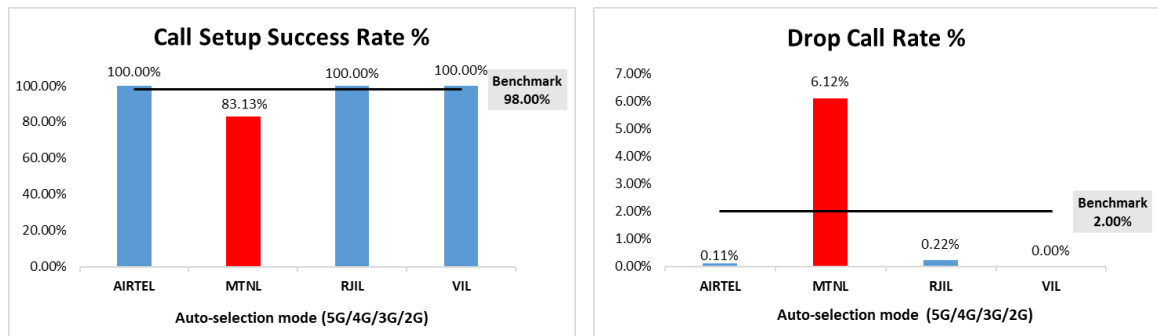 Call Setup Success Rate %
100.00%
100.00%
100.00%
Benchmark
98.00%
83.13%
100.00%
80.00%
60.00%
40.00%
20.00%
0.00%
AIRTEL
MTNL
RJIL
VIL
Auto-selection mode (5G/4G/3G/2G)
Drop Call Rate %
7.00%
6.00%
5.00%
4.00%
3.00%
2.00%
1.00%
0.00%
6.12%
Benchmark
2.00%
0.11%
0.22%
0.00%
AIRTEL
MTNL
RJIL
VIL
Auto-selection mode (5G/4G/3G/2G)